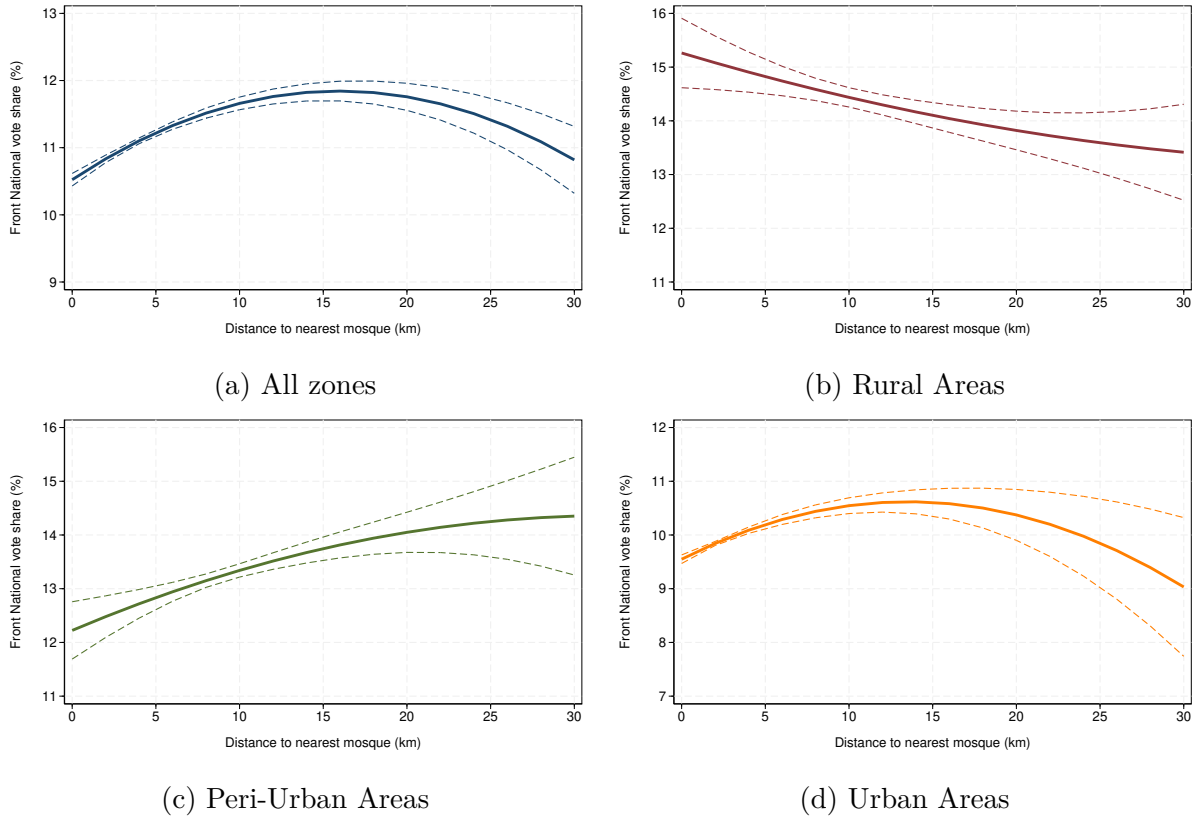 Front National vote share (%)
13
12
11
10
9
0 5 10 15 20 25 30
Distance to nearest mosque (km)
(a) All zones
Front National vote share (%)
16
15
14
13
12
11
0 5 10 15 20 25 30
Distance to nearest mosque (km)
(b) Rural Areas
Front National vote share (%)
16
15
14
13
12
11
0 5 10 15 20 25 30
Distance to nearest mosque (km)
(c) Peri-Urban Areas
Front National vote share (%)
12
11
10
9
8
7
0 5 10 15 20 25 30
Distance to nearest mosque (km)
(d) Urban Areas